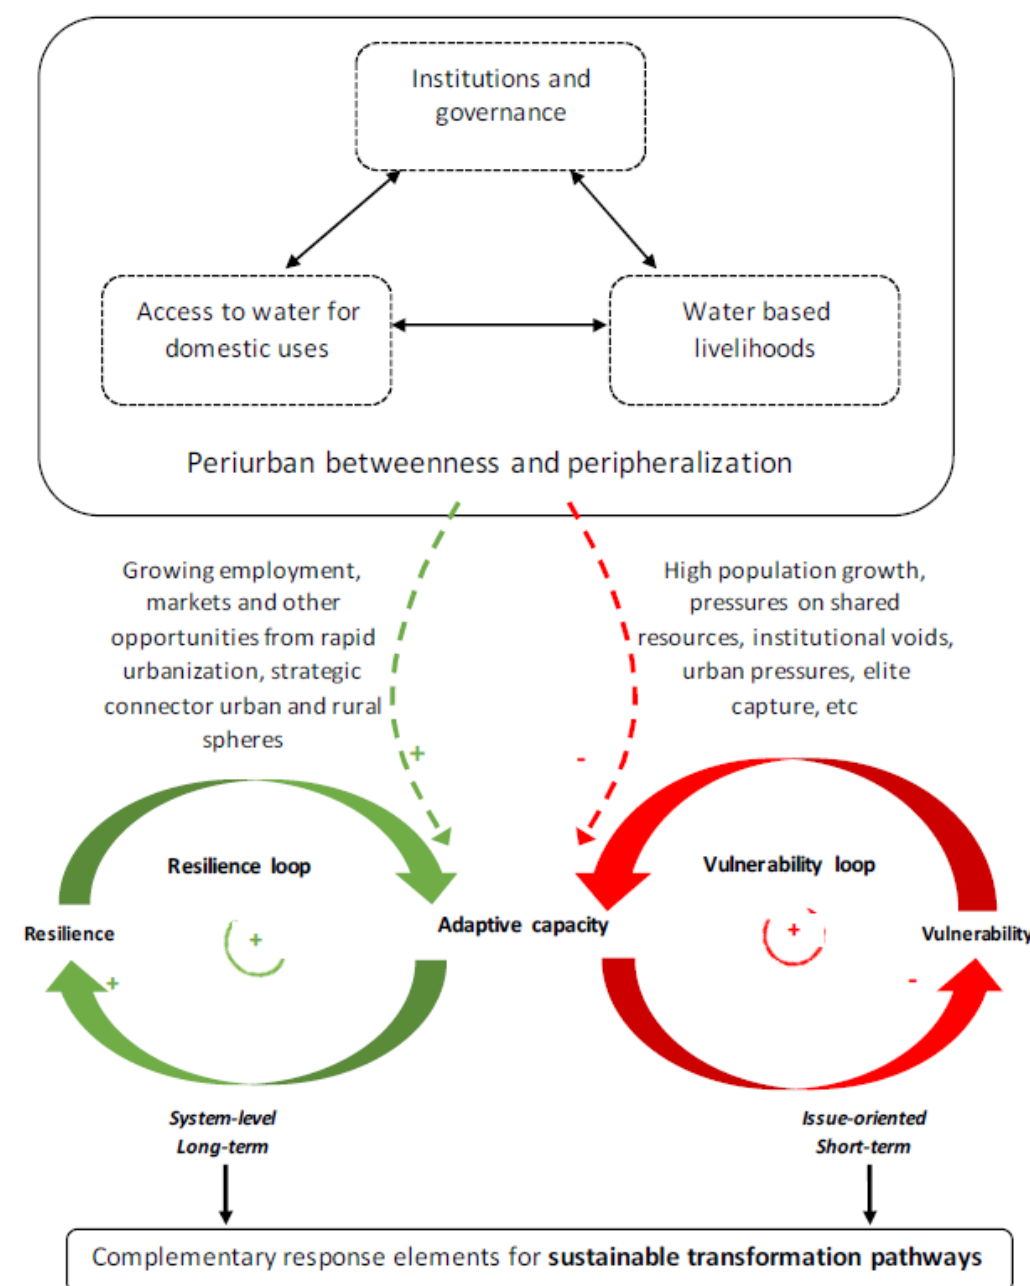 Institutions and
governance
Access to water for
domestic uses
Water based
livelihoods
Periurban betweenness and peripheralization
Growing employment,
markets and other
opportunities from rapid
urbanization, strategic
connector urban and rural
spheres
High population growth,
pressures on shared
resources, institutional voids,
urban pressures, elite
capture, etc
+
-
Resilience loop
Vulnerability loop
Resilience
+
Adaptive capacity
+
Vulnerability
+
-
System-level
Long-term
Issue-oriented
Short-term
Complementary response elements for sustainable transformation pathways